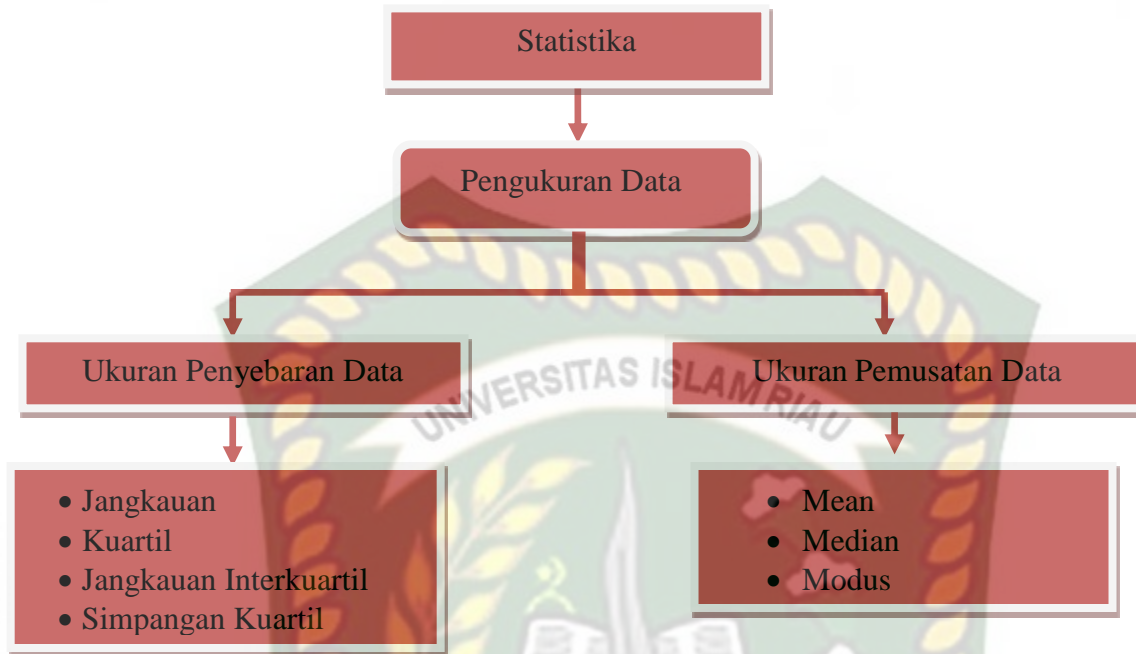 Statistika
Pengukuran Data
Ukuran Penyebaran Data
Ukuran Pemusatan Data
UNIVERSITAS ISLAM RIAU
• Jangkauan
• Kuartil
• Jangkauan Interkuartil
• Simpangan Kuartil
• Mean
• Median
• Modus